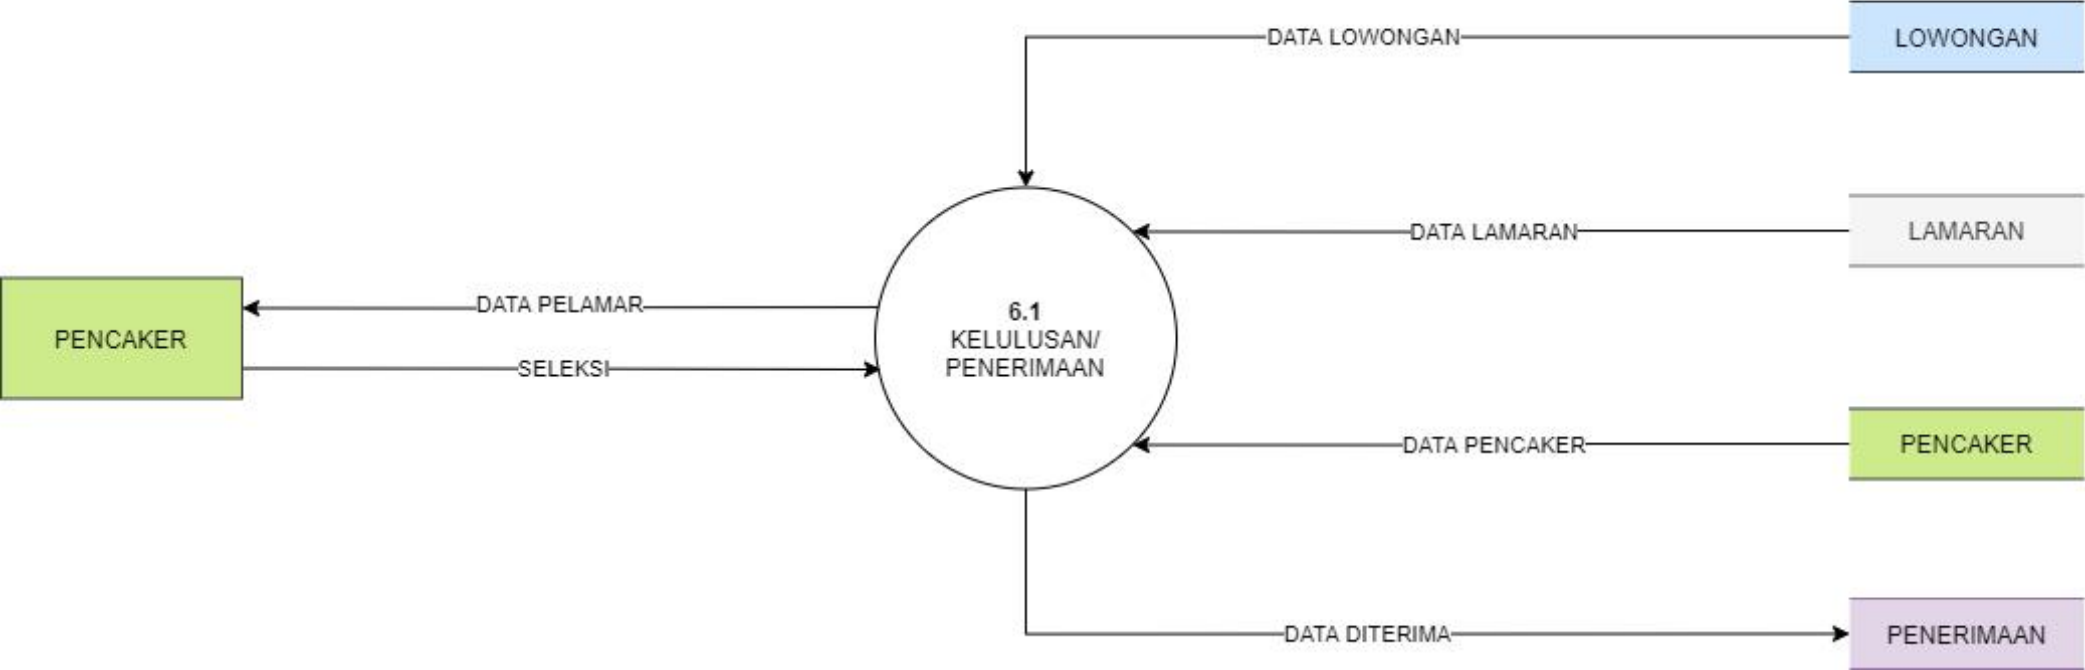 DATA LOWONGAN
LOWONGAN
DATA LAMARAN
LAMARAN
DATA PELAMAR
PENCAKER
SELEKSI
6.1
KELULUSAN/
PENERIMAAN
DATA PENCAKER
PENCAKER
DATA DITERIMA
PENERIMAAN